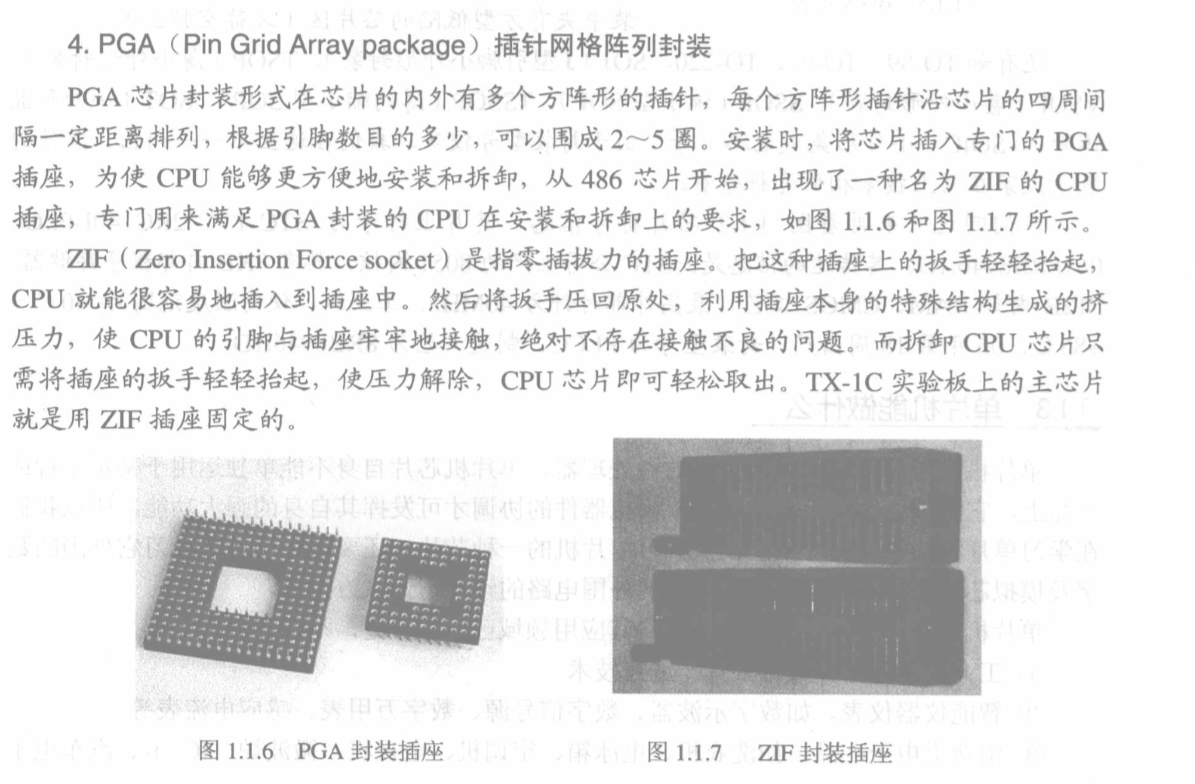 4. PGA（Pin Grid Array package）插针网格阵列封装
PGA 芯片封装形式在芯片的内外有多个方阵形的插针，每个方阵形插针沿芯片的四周间
隔一定距离排列，根据引脚数目的多少，可以围成 2~5 圈。安装时，将芯片插入专门的 PGA
插座，为使 CPU 能够更方便地安装和拆卸，从 486 芯片开始，出现了一种名为 ZIF 的 CPU
插座，专门用来满足 PGA 封装的 CPU 在安装和拆卸上的要求，如图 1.1.6 和图 1.1.7 所示。
ZIF（Zero Insertion Force socket）是指零插拔力的插座。把这种插座上的扳手轻轻抬起，
CPU 就能很容易地插入到插座中。然后将扳手压回原处，利用插座本身的特殊结构生成的挤
压力，使 CPU 的引脚与插座牢牢地接触，绝对不存在接触不良的问题。而拆卸 CPU 芯片只
需将插座的扳手轻轻抬起，使压力解除，CPU 芯片即可轻松取出。TX-1C 实验板上的主芯片
就是用 ZIF 插座固定的。
图 1.1.6 PGA 封装插座
图 1.1.7 ZIF 封装插座